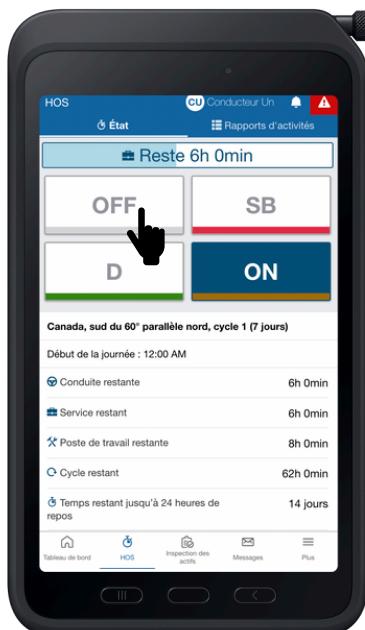 HOS
CU Conducteur Un
État
Rapports d'activités
Reste 6h 0min
OFF
SB
D
ON
Canada, sud du 60° parallèle nord, cycle 1 (7 jours)
Début de la journée : 12:00 AM
Conduite restante 6h 0min
Service restant 6h 0min
Poste de travail restante 8h 0min
Cycle restant 62h 0min
Temps restant jusqu'à 24 heures de 14 jours
repos
Tableau de bord
HOS
Inspection des
actifs
Messages
Plus